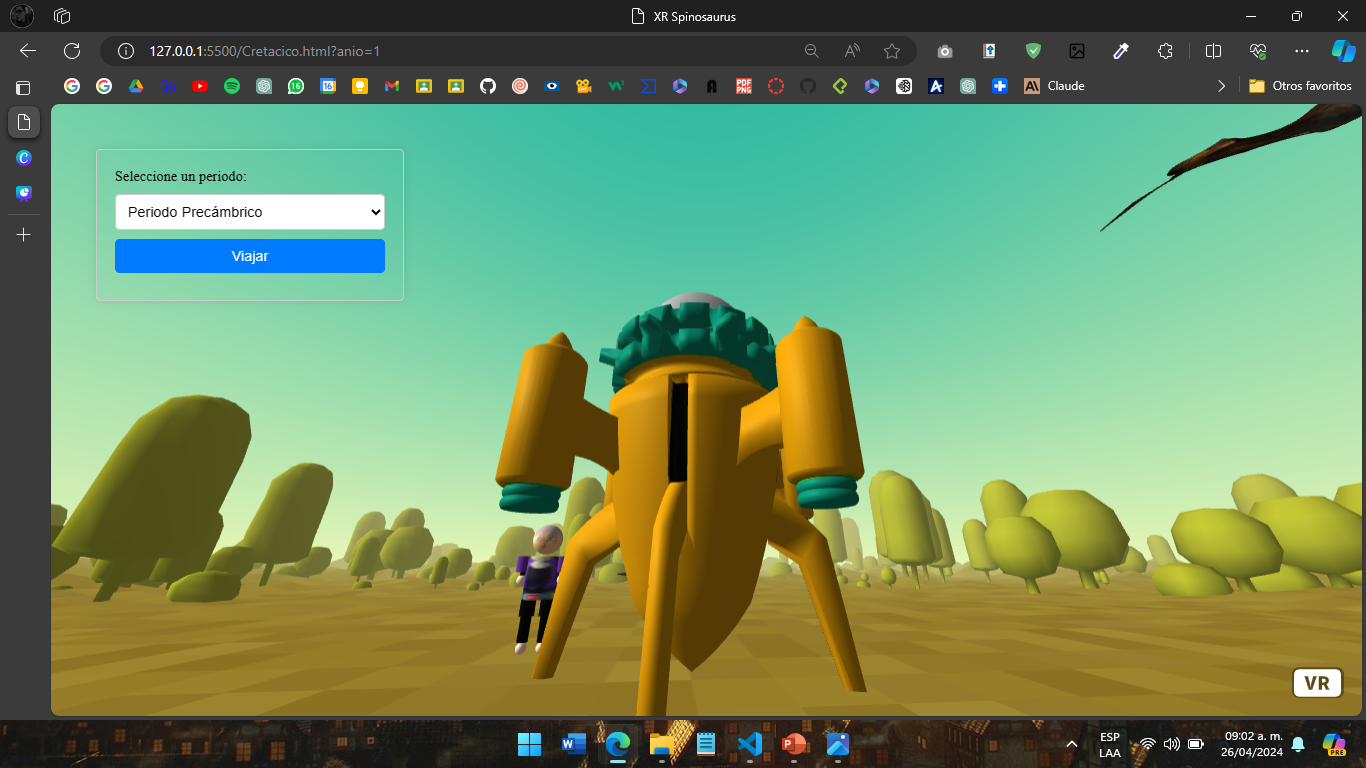 XR Spinosaurus
127.0.0.1:5500/Cretacico.html?anio=1
Claude
Otros favoritos
Seleccione un periodo:
Periodo Precámbrico
Viajar
VR
ESP
LAA
09:02 a. m.
26/04/2024